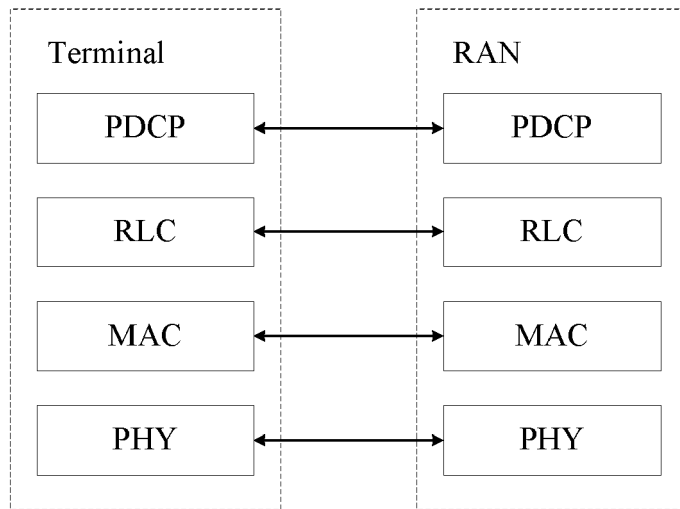 Terminal
RAN
PDCP
PDCP
RLC
RLC
MAC
MAC
PHY
PHY